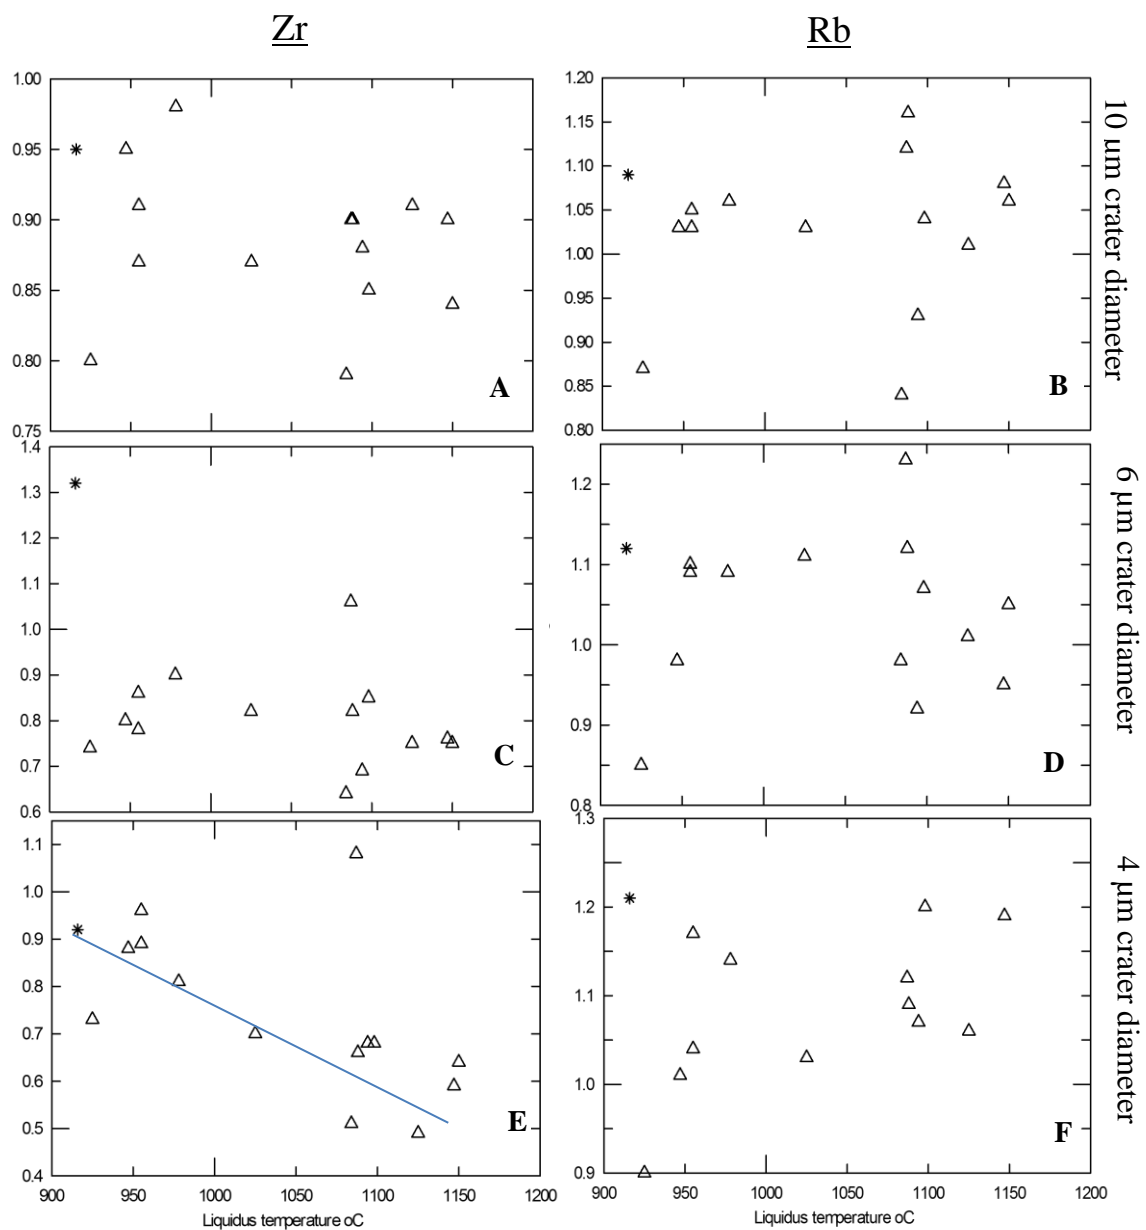 Zr
Rb
1.00
0.95
0.90
0.85
0.80
0.75
A
1.20
1.15
1.10
1.05
1.00
0.95
0.90
0.85
0.80
B
10 µm crater diameter
1.4
1.3
1.2
1.1
1.0
0.9
0.8
0.7
0.6
C
1.2
1.1
1.0
0.9
0.8
D
6 µm crater diameter
1.1
1.0
0.9
0.8
0.7
0.6
0.5
0.4
E
900 950 1000 1050 1100 1150 1200
Liquidus temperature oC
1.3
1.2
1.1
1.0
0.9
F
900 950 1000 1050 1100 1150 1200
Liquidus temperature oC
4 µm crater diameter